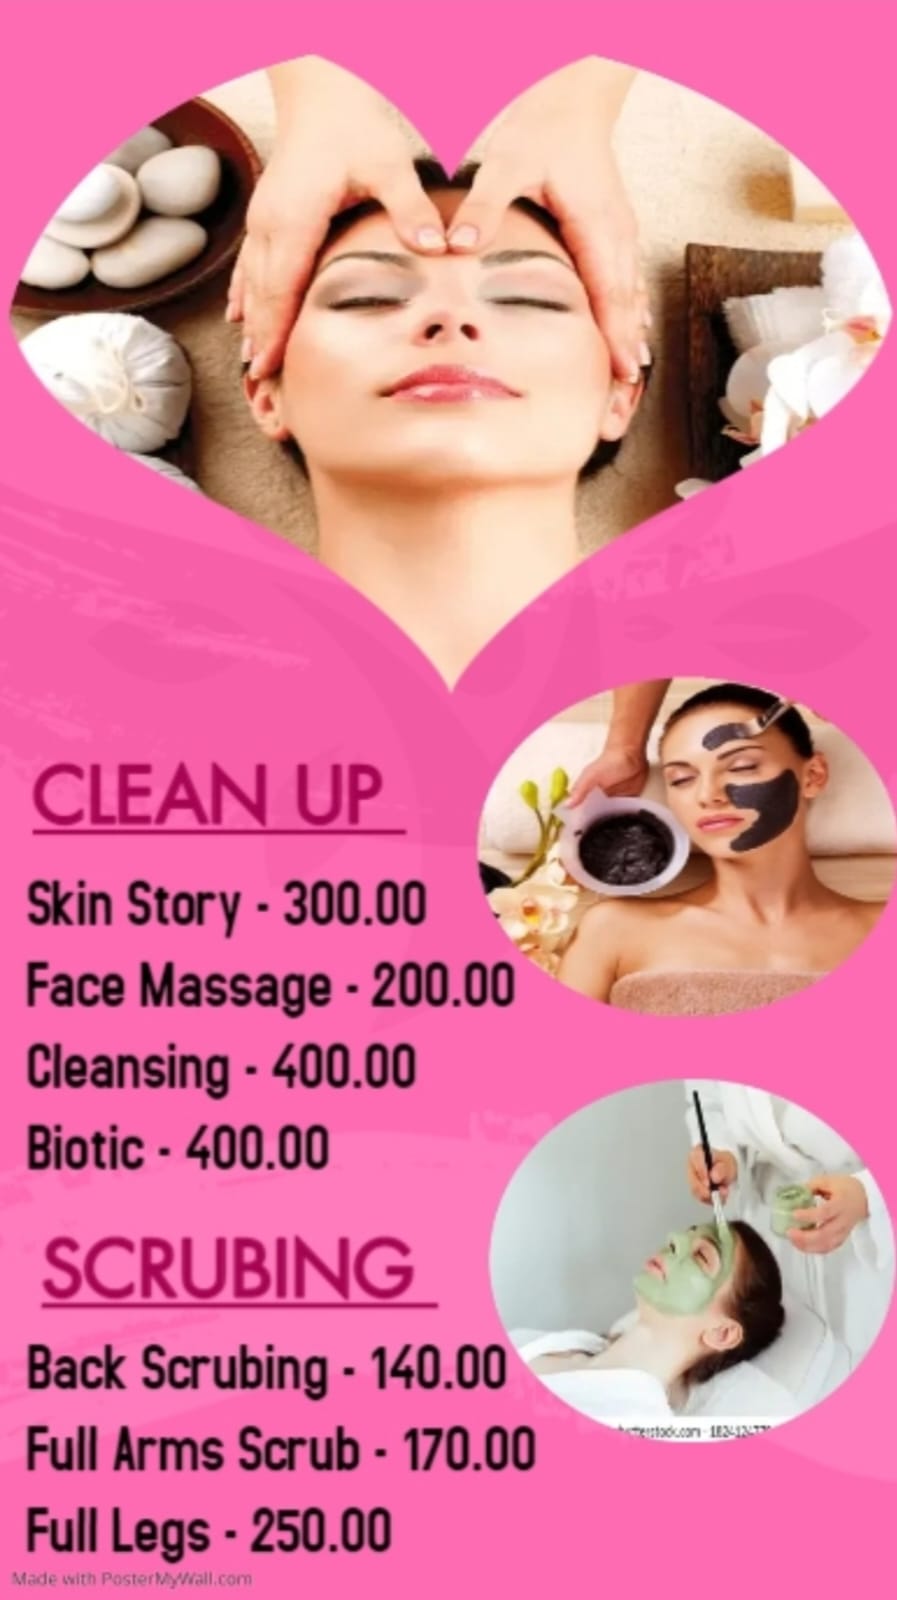 CLEAN UP
Skin Story - 300.00
Face Massage - 200.00
Cleansing - 400.00
Biotic - 400.00
SCRUBING
Back Scrubing - 140.00
Full Arms Scrub - 170.00
Full Legs - 250.00
Made with PosterMyWall.com